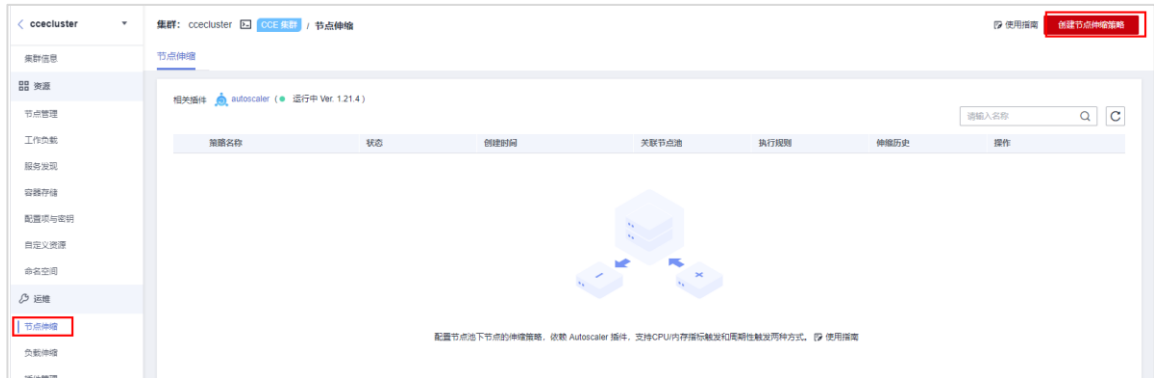 ccecluster
集群： ccecluster CCE 集群 / 节点伸缩
使用指南
创建节点伸缩策略
集群信息
节点伸缩
资源
相关插件 autoscaler ( 运行中 Ver. 1.21.4 )
节点管理
请输入名称
工作负载
策略名称 状态 创建时间 关联节点池 执行规则 伸缩历史 操作
服务发现
容器存储
配置项与密钥
自定义资源
命名空间
运维
节点伸缩
配置节点池下节点的伸缩策略，依赖 Autoscaler 插件，支持CPU/内存指标触发和周期性触发两种方式。 使用指南
负载伸缩
插件管理